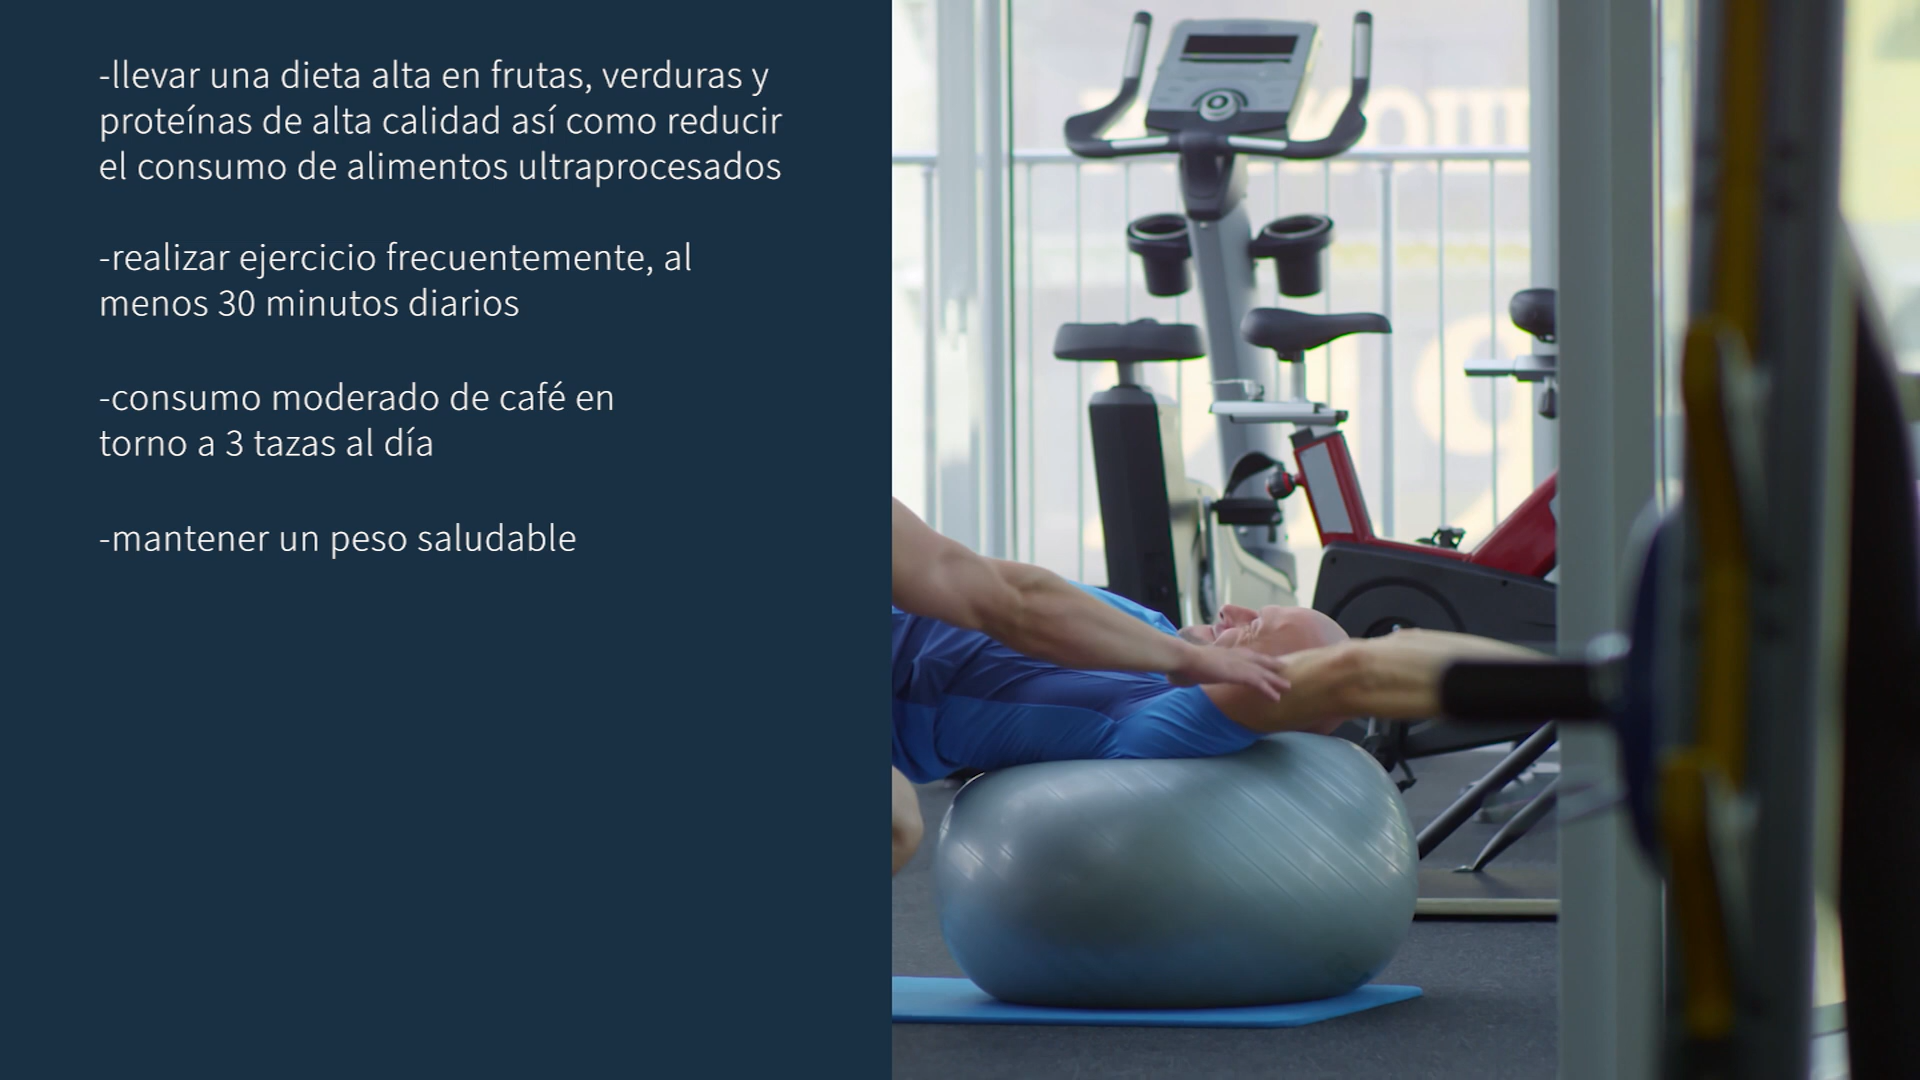 -llevar una dieta alta en frutas, verduras y
proteínas de alta calidad así como reducir
el consumo de alimentos ultraprocesados
-realizar ejercicio frecuentemente, al
menos 30 minutos diarios
-consumo moderado de café en
torno a 3 tazas al día
-mantener un peso saludable